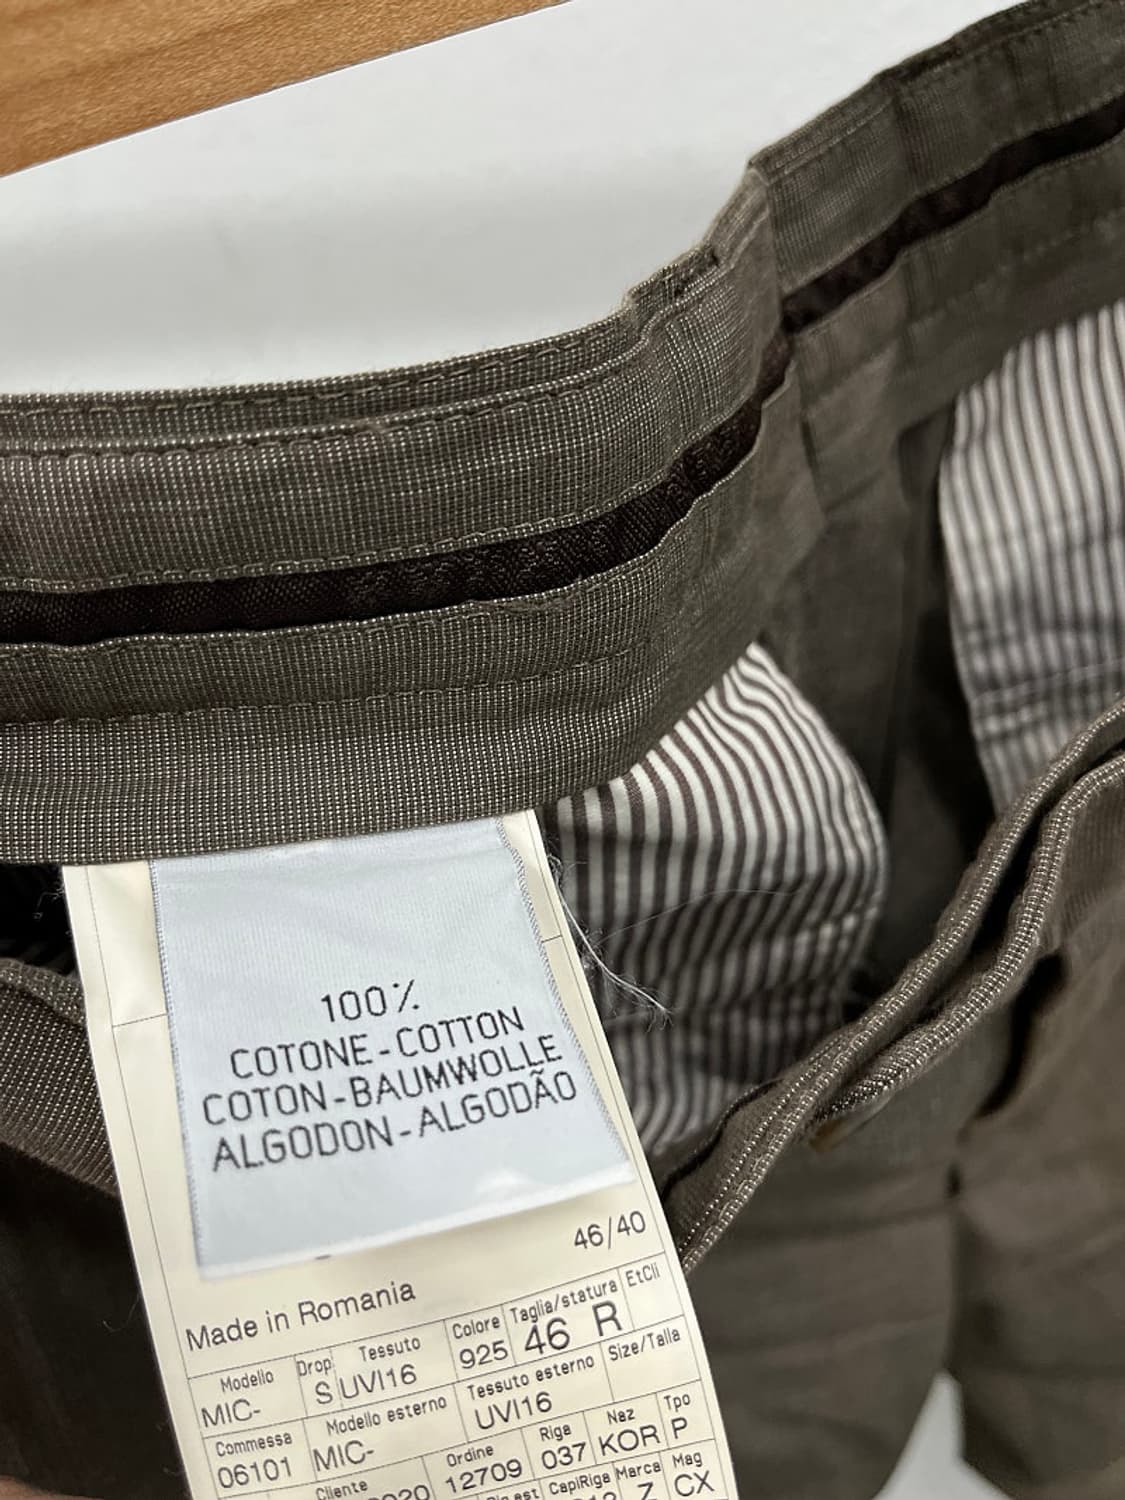 100%
COTONE-COTTON
COTON-BAUMWOLLE
ALGODON-ALGODÃO
46/40
Made in Romania
Modello Drop Tessuto Colore Taglia/statura EtCli
MIC- S UVI16 925 46 R
Commessa Modello esterno Tessuto esterno Size/Talla
06101 MIC- UVI16
Cliente Ordine Riga Naz Tpo
12709 037 KOR P
CapiRiga Marca Mag
Z CX